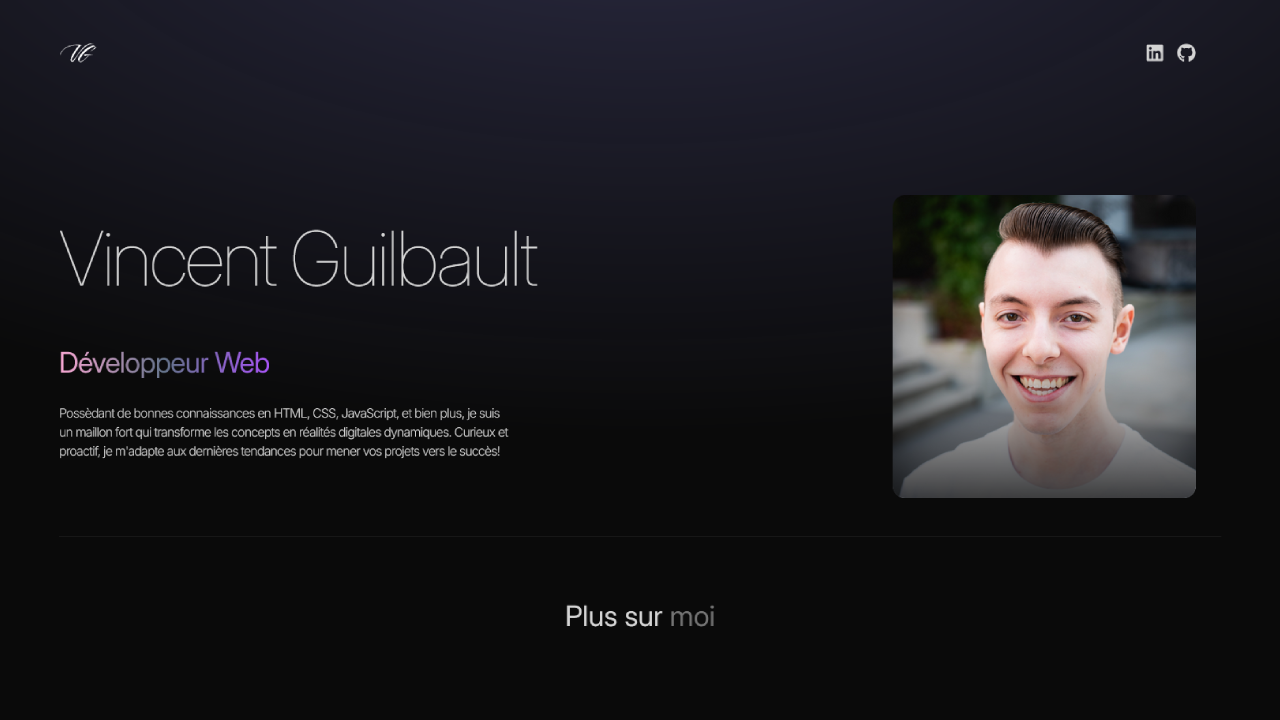 VG
in
Vincent Guilbault
Développeur Web
Possèdant de bonnes connaissances en HTML, CSS, JavaScript, et bien plus, je suis
un maillon fort qui transforme les concepts en réalités digitales dynamiques. Curieux et
proactif, je m'adapte aux dernières tendances pour mener vos projets vers le succès!
Plus sur moi